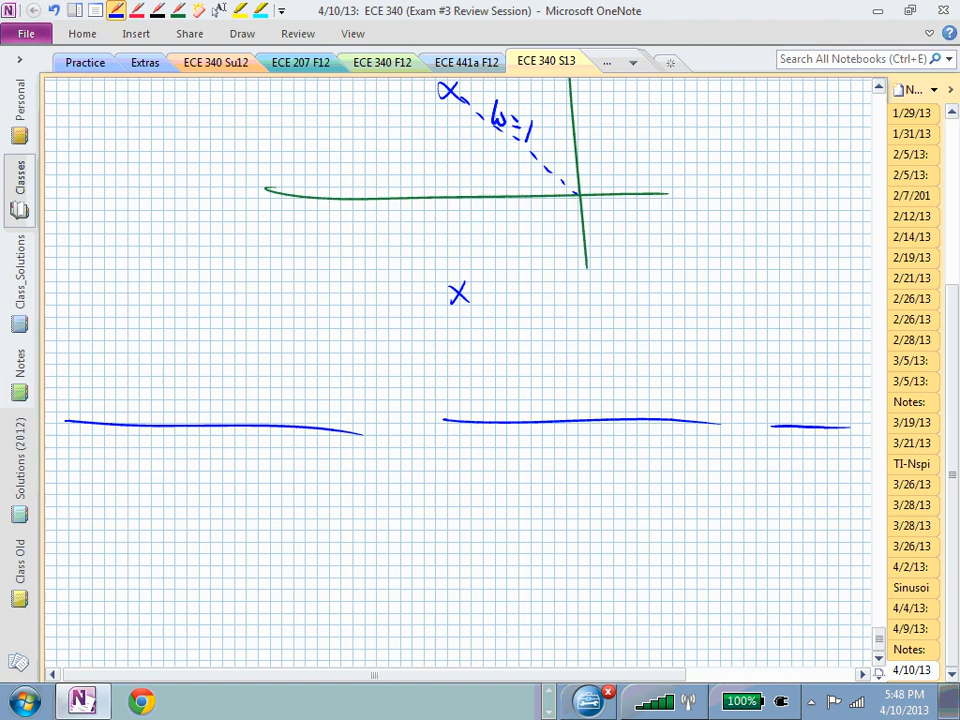 4/10/13: ECE 340 (Exam #3 Review Session) - Microsoft OneNote
File Home Insert Share Draw Review View
Practice Extras ECE 340 Su12 ECE 207 F12 ECE 340 F12 ECE 441a F12 ECE 340 S13 ...
Search All Notebooks (Ctrl+E)
N...
Personal
Classes
Class_Solutions
Notes
Solutions (2012)
Class Old
x
ω=1
x
1/29/13
1/31/13
2/5/13:
2/5/13:
2/7/201
2/12/13
2/14/13
2/19/13
2/21/13
2/26/13
2/26/13
2/28/13
3/5/13:
3/5/13:
Notes:
3/19/13
3/21/13
TI-Nspi
3/26/13
3/28/13
3/28/13
3/26/13
4/2/13:
Sinusoi
4/4/13:
4/9/13:
Notes:
4/10/13
100%
5:48 PM
4/10/2013